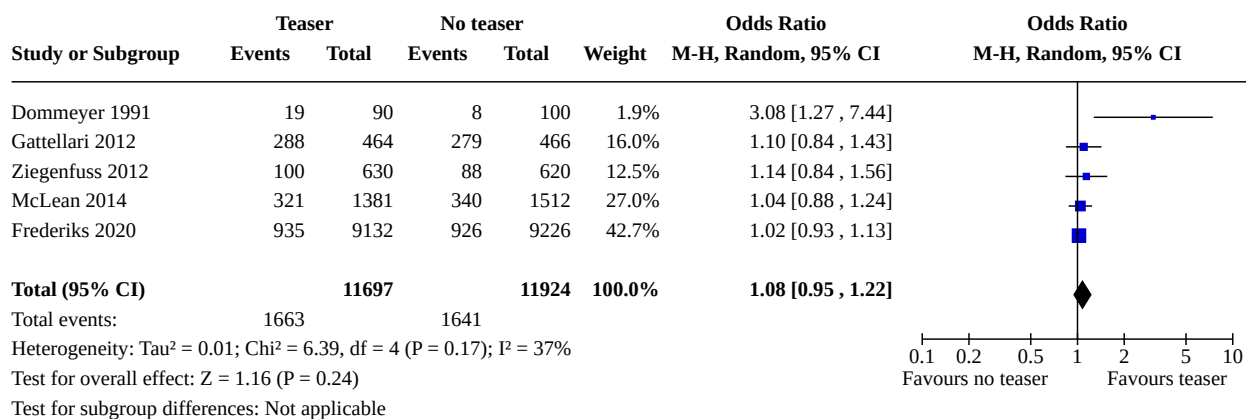 Teaser No teaser Odds Ratio Odds Ratio
Study or Subgroup Events Total Events Total Weight M-H, Random, 95% CI M-H, Random, 95% CI
Dommeyer 1991 19 90 8 100 1.9% 3.08 [1.27 , 7.44]
Gattellari 2012 288 464 279 466 16.0% 1.10 [0.84 , 1.43]
Ziegenfuss 2012 100 630 88 620 12.5% 1.14 [0.84 , 1.56]
McLean 2014 321 1381 340 1512 27.0% 1.04 [0.88 , 1.24]
Frederiks 2020 935 9132 926 9226 42.7% 1.02 [0.93 , 1.13]
Total (95% CI) 11697 11924 100.0% 1.08 [0.95 , 1.22]
Total events: 1663 1641
Heterogeneity: Tau² = 0.01; Chi² = 6.39, df = 4 (P = 0.17); I² = 37%
Test for overall effect: Z = 1.16 (P = 0.24)
Test for subgroup differences: Not applicable
0.1 0.2 0.5 1 2 5 10
Favours no teaser Favours teaser